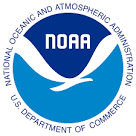 NATIONAL OCEANIC AND ATMOSPHERIC ADMINISTRATION
NOAA
U.S. DEPARTMENT OF COMMERCE